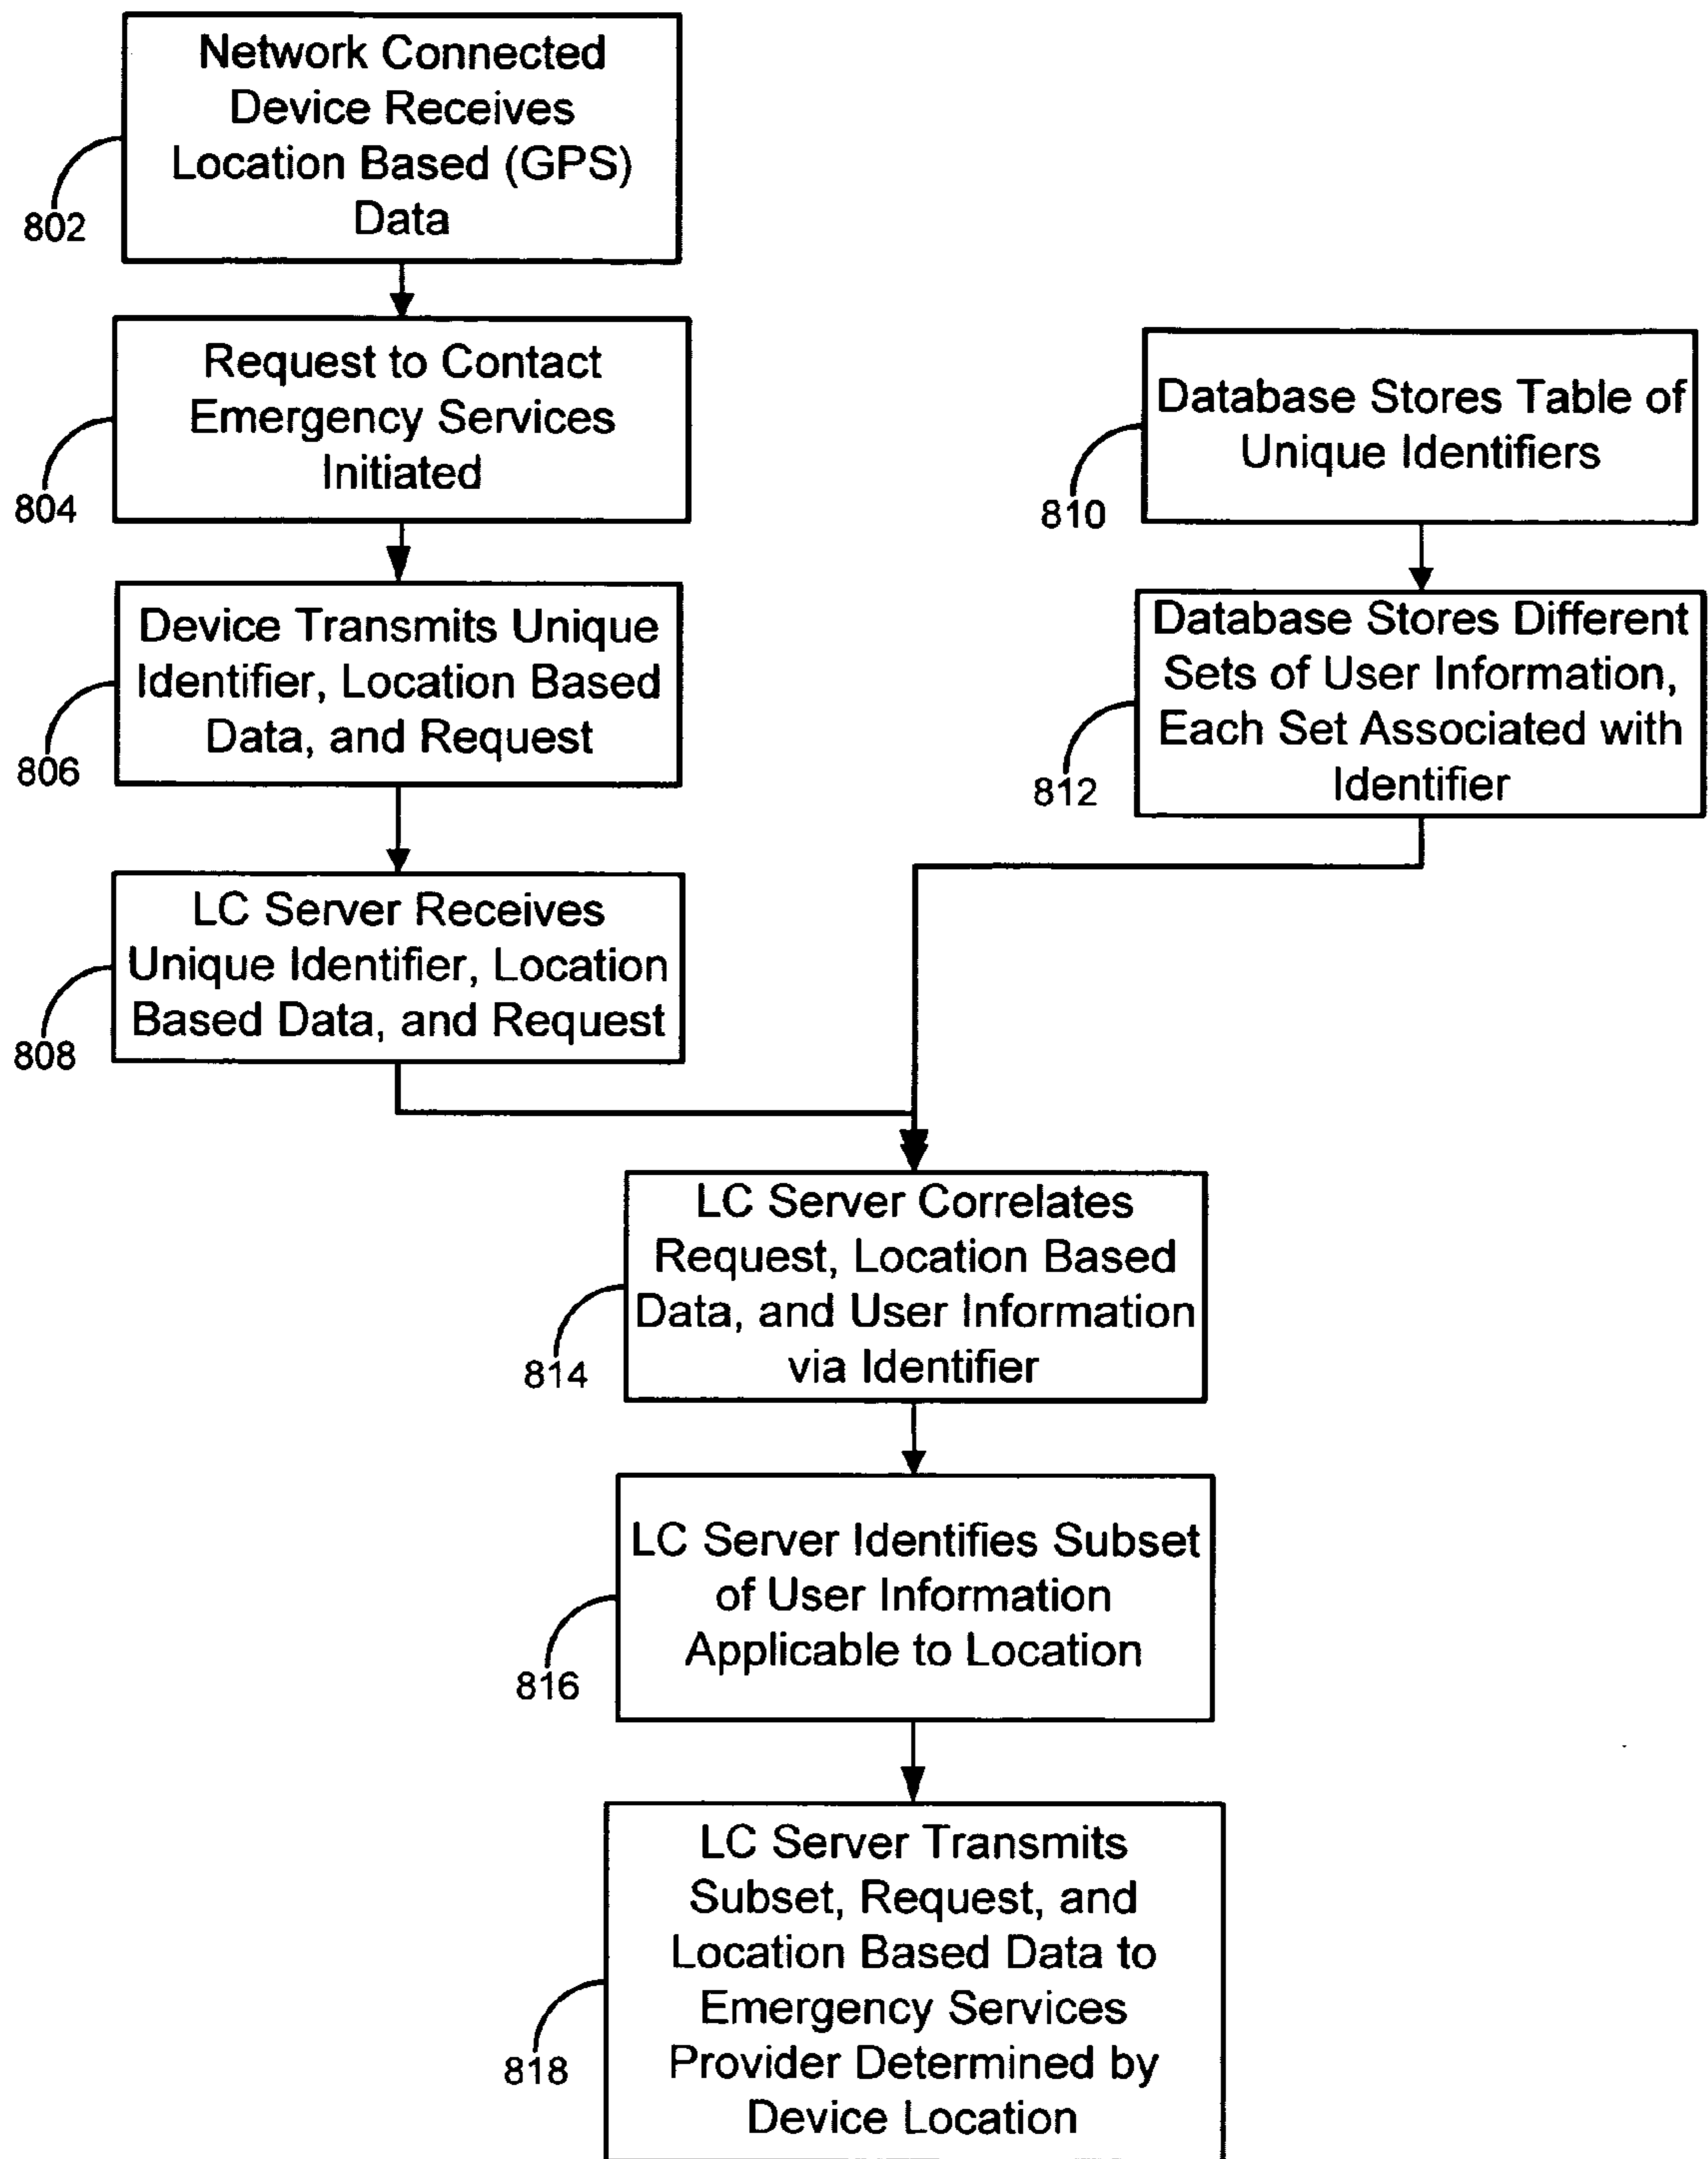 Network Connected
Device Receives
Location Based (GPS)
Data
802
Request to Contact
Emergency Services
Initiated
804
Device Transmits Unique
Identifier, Location Based
Data, and Request
806
LC Server Receives
Unique Identifier, Location
Based Data, and Request
808
Database Stores Table of
Unique Identifiers
810
Database Stores Different
Sets of User Information,
Each Set Associated with
Identifier
812
LC Server Correlates
Request, Location Based
Data, and User Information
via Identifier
814
LC Server Identifies Subset
of User Information
Applicable to Location
816
LC Server Transmits
Subset, Request, and
Location Based Data to
Emergency Services
Provider Determined by
Device Location
818